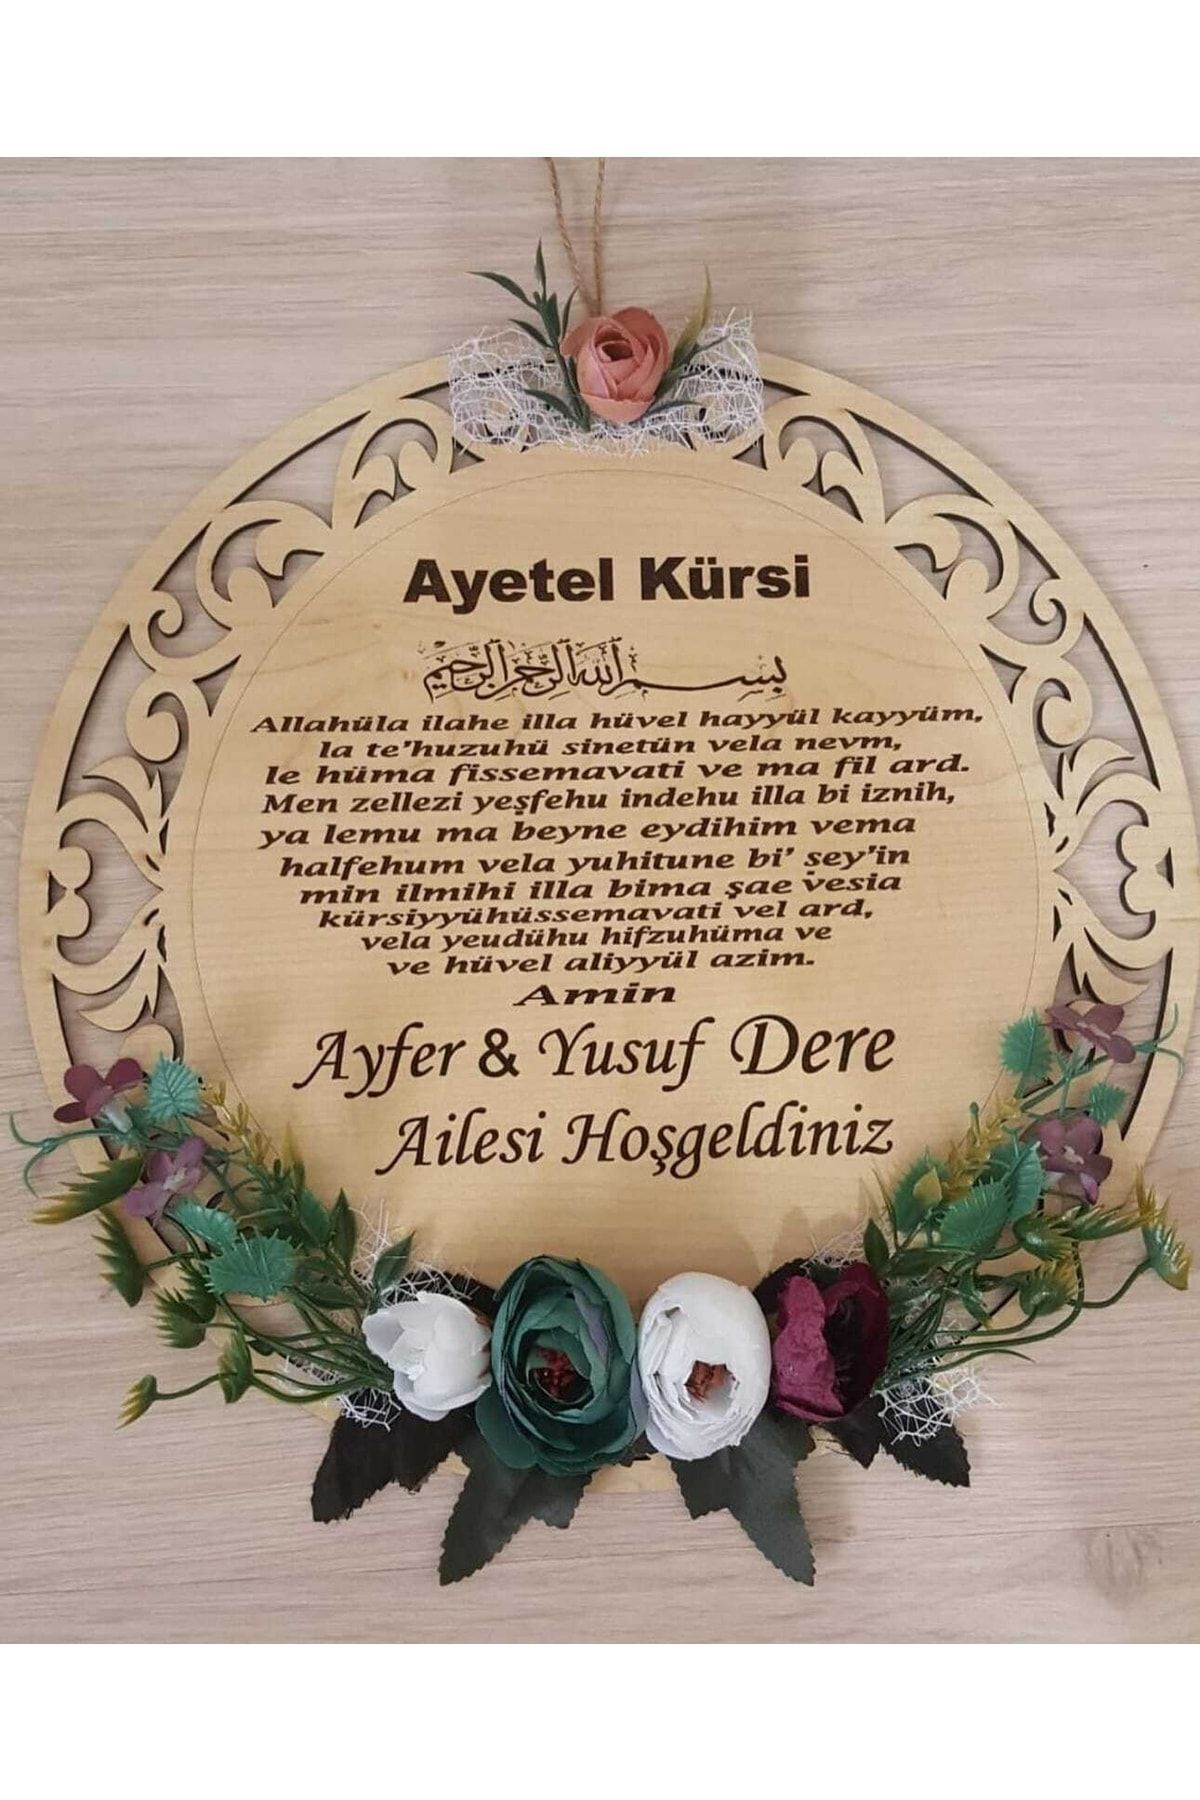 Ayetel Kürsi
بسم الله الرحمن الرحيم
Allahüla ilahe illa hüvel hayyül kayyüm,
la te'huzuhü sinetün vela nevm,
le hüma fissemavati ve ma fil ard.
Men zellezi yeşfehu indehu illa bi iznih,
ya lemu ma beyne eydihim vema
halfehum vela yuhitune bi' şey'in
min ilmihi illa bima şae vesia
kürsiyyühüssemavati vel ard,
vela yeudühu hifzuhüma ve
ve hüvel aliyyül azim.
Amin
Ayfer & Yusuf Dere
Ailesi Hoşgeldiniz